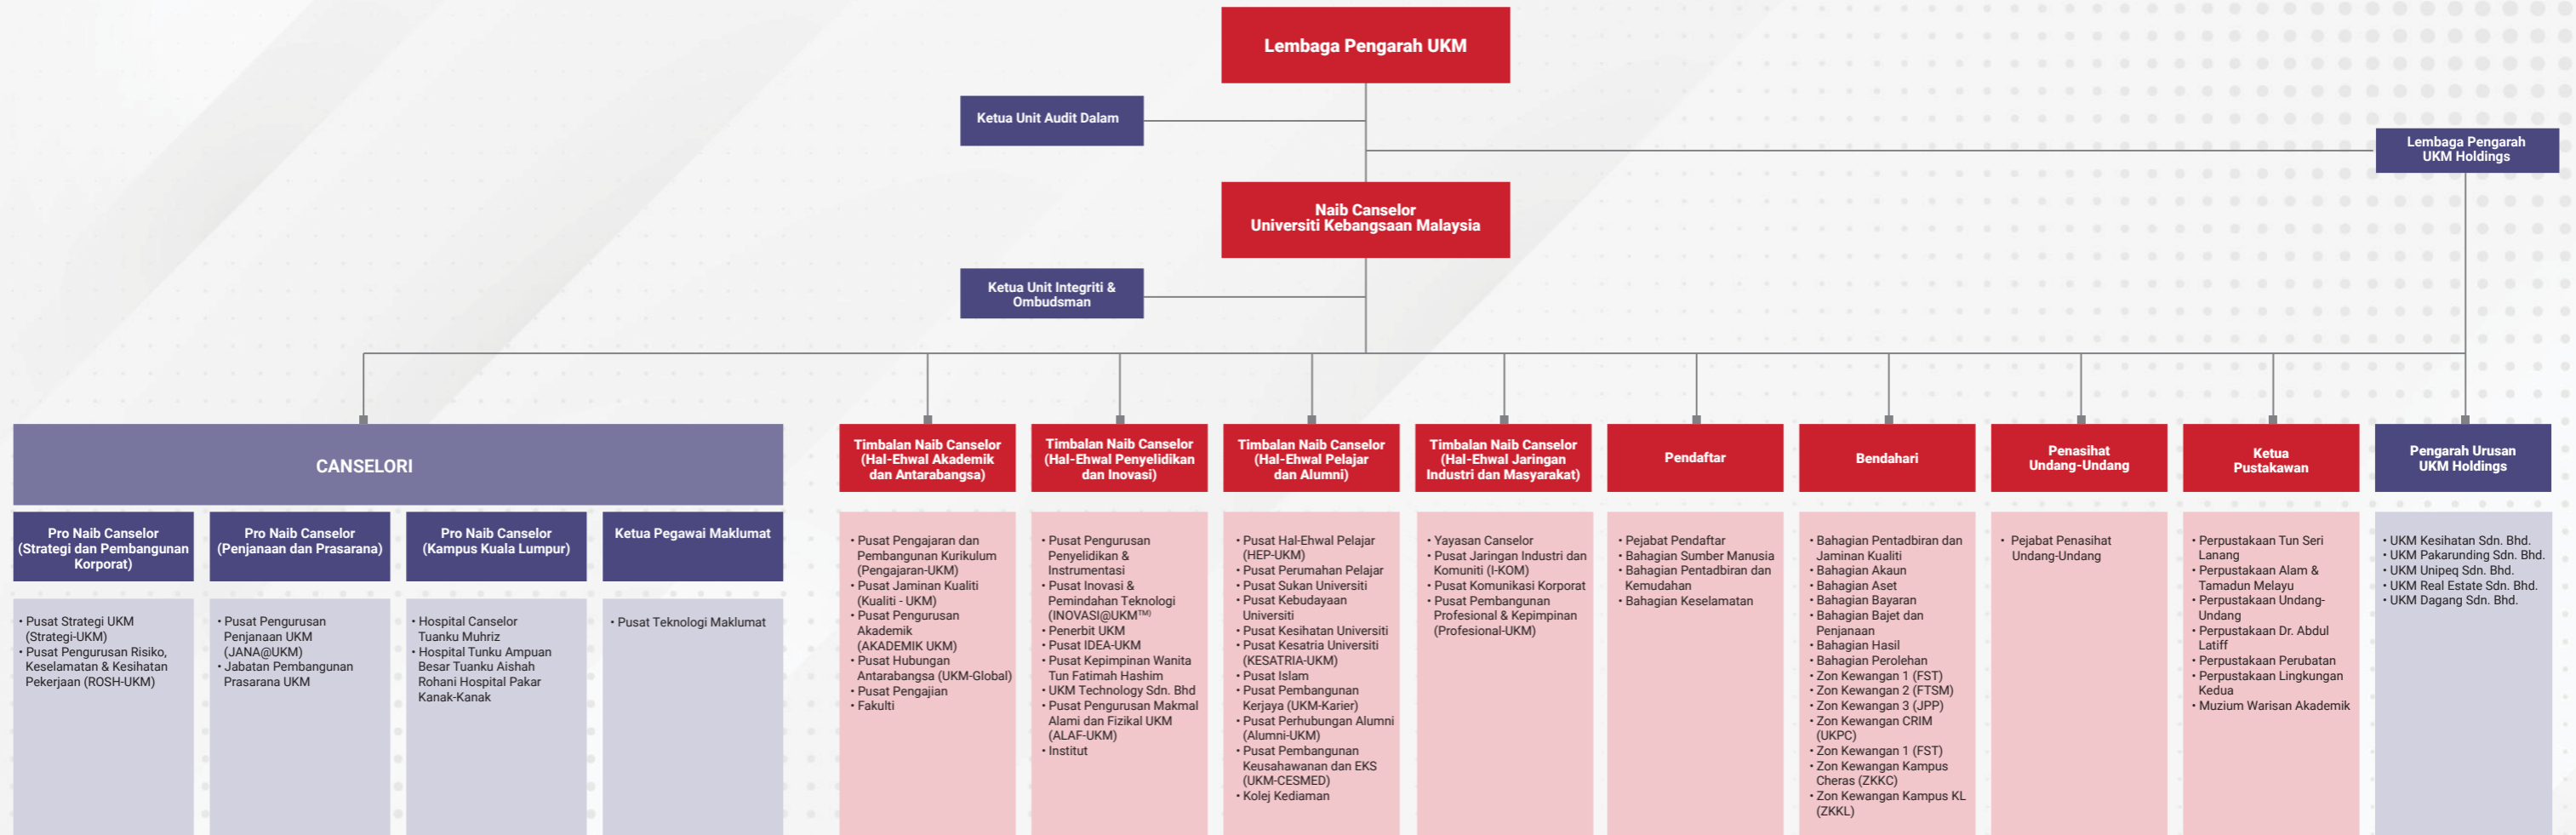 Lembaga Pengarah UKM
Ketua Unit Audit Dalam
Lembaga Pengarah
UKM Holdings
Naib Canselor
Universiti Kebangsaan Malaysia
Ketua Unit Integriti &
Ombudsman
CANSELORI
Pro Naib Canselor
(Strategi dan Pembangunan
Korporat)
• Pusat Strategi UKM
(Strategi-UKM)
• Pusat Pengurusan Risiko,
Keselamatan & Kesihatan
Pekerjaan (ROSH-UKM)
Pro Naib Canselor
(Penjanaan dan Prasarana)
• Pusat Pengurusan
Penjanaan UKM
(JANA@UKM)
• Jabatan Pembangunan
Prasarana UKM
Pro Naib Canselor
(Kampus Kuala Lumpur)
• Hospital Canselor
Tuanku Muhriz
• Hospital Tunku Ampuan
Besar Tuanku Aishah
Rohani Hospital Pakar
Kanak-Kanak
Ketua Pegawai Maklumat
• Pusat Teknologi Maklumat
Timbalan Naib Canselor
(Hal-Ehwal Akademik
dan Antarabangsa)
• Pusat Pengajaran dan
Pembangunan Kurikulum
(Pengajaran-UKM)
• Pusat Jaminan Kualiti
(Kualiti - UKM)
• Pusat Pengurusan
Akademik
(AKADEMIK UKM)
• Pusat Hubungan
Antarabangsa (UKM-Global)
• Pusat Pengajian
• Fakulti
Timbalan Naib Canselor
(Hal-Ehwal Penyelidikan
dan Inovasi)
• Pusat Pengurusan
Penyelidikan &
Instrumentasi
• Pusat Inovasi &
Pemindahan Teknologi
(INOVASI@UKM™)
• Penerbit UKM
• Pusat IDEA-UKM
• Pusat Kepimpinan Wanita
Tun Fatimah Hashim
• UKM Technology Sdn. Bhd
• Pusat Pengurusan Makmal
Alami dan Fizikal UKM
(ALAF-UKM)
• Institut
Timbalan Naib Canselor
(Hal-Ehwal Pelajar
dan Alumni)
• Pusat Hal-Ehwal Pelajar
(HEP-UKM)
• Pusat Perumahan Pelajar
• Pusat Sukan Universiti
• Pusat Kebudayaan
Universiti
• Pusat Kesihatan Universiti
• Pusat Kesatria Universiti
(KESATRIA-UKM)
• Pusat Islam
• Pusat Pembangunan
Kerjaya (UKM-Karier)
• Pusat Perhubungan Alumni
(Alumni-UKM)
• Pusat Pembangunan
Keusahawanan dan EKS
(UKM-CESMED)
• Kolej Kediaman
Timbalan Naib Canselor
(Hal-Ehwal Jaringan
Industri dan Masyarakat)
• Yayasan Canselor
• Pusat Jaringan Industri dan
Komuniti (I-KOM)
• Pusat Komunikasi Korporat
• Pusat Pembangunan
Profesional & Kepimpinan
(Profesional-UKM)
Pendaftar
• Pejabat Pendaftar
• Bahagian Sumber Manusia
• Bahagian Pentadbiran dan
Kemudahan
• Bahagian Keselamatan
Bendahari
• Bahagian Pentadbiran dan
Jaminan Kualiti
• Bahagian Akaun
• Bahagian Aset
• Bahagian Bayaran
• Bahagian Bajet dan
Penjanaan
• Bahagian Hasil
• Bahagian Perolehan
• Zon Kewangan 1 (FST)
• Zon Kewangan 2 (FTSM)
• Zon Kewangan 3 (JPP)
• Zon Kewangan CRIM
(UKPC)
• Zon Kewangan 1 (FST)
• Zon Kewangan Kampus
Cheras (ZKKC)
• Zon Kewangan Kampus KL
(ZKKL)
Penasihat
Undang-Undang
• Pejabat Penasihat
Undang-Undang
Ketua
Pustakawan
• Perpustakaan Tun Seri
Lanang
• Perpustakaan Alam &
Tamadun Melayu
• Perpustakaan Undang-
Undang
• Perpustakaan Dr. Abdul
Latiff
• Perpustakaan Perubatan
• Perpustakaan Lingkungan
Kedua
• Muzium Warisan Akademik
Pengarah Urusan
UKM Holdings
• UKM Kesihatan Sdn. Bhd.
• UKM Pakarunding Sdn. Bhd.
• UKM Unipeq Sdn. Bhd.
• UKM Real Estate Sdn. Bhd.
• UKM Dagang Sdn. Bhd.